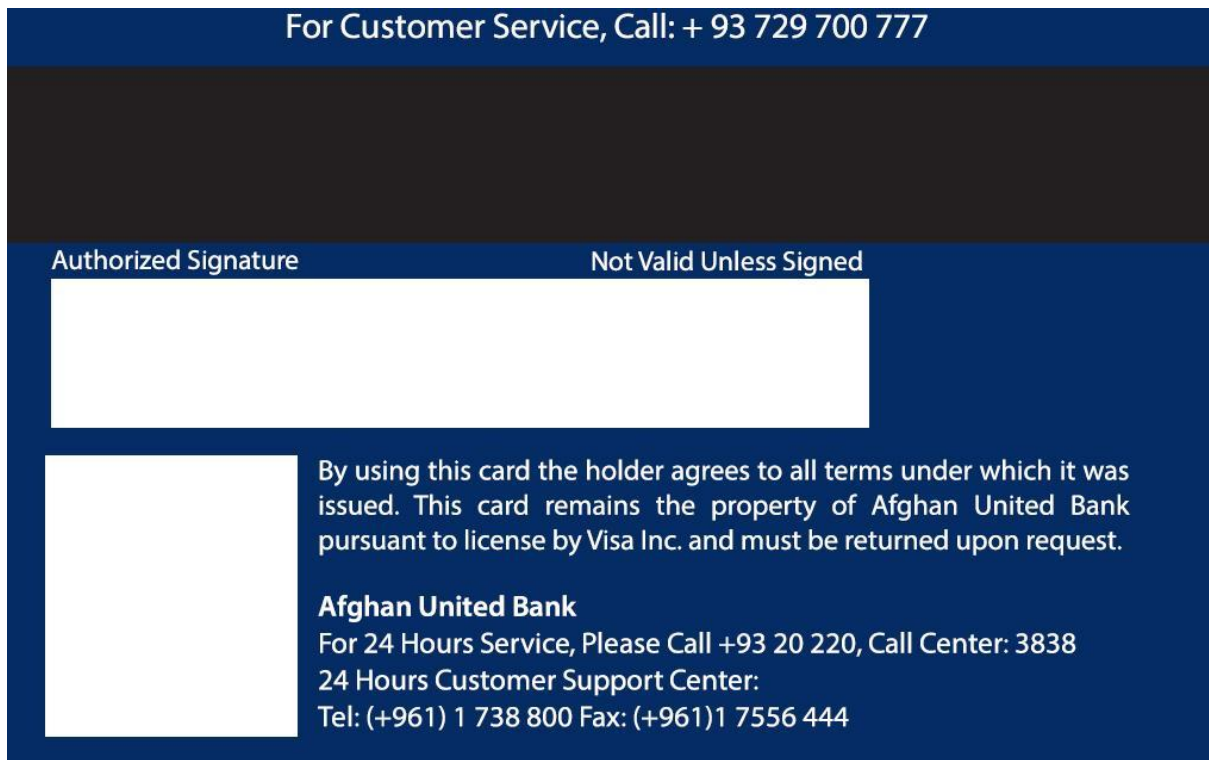 For Customer Service, Call: + 93 729 700 777
Authorized Signature Not Valid Unless Signed
By using this card the holder agrees to all terms under which it was
issued. This card remains the property of Afghan United Bank
pursuant to license by Visa Inc. and must be returned upon request.
Afghan United Bank
For 24 Hours Service, Please Call +93 20 220, Call Center: 3838
24 Hours Customer Support Center:
Tel: (+961) 1 738 800 Fax: (+961)1 7556 444